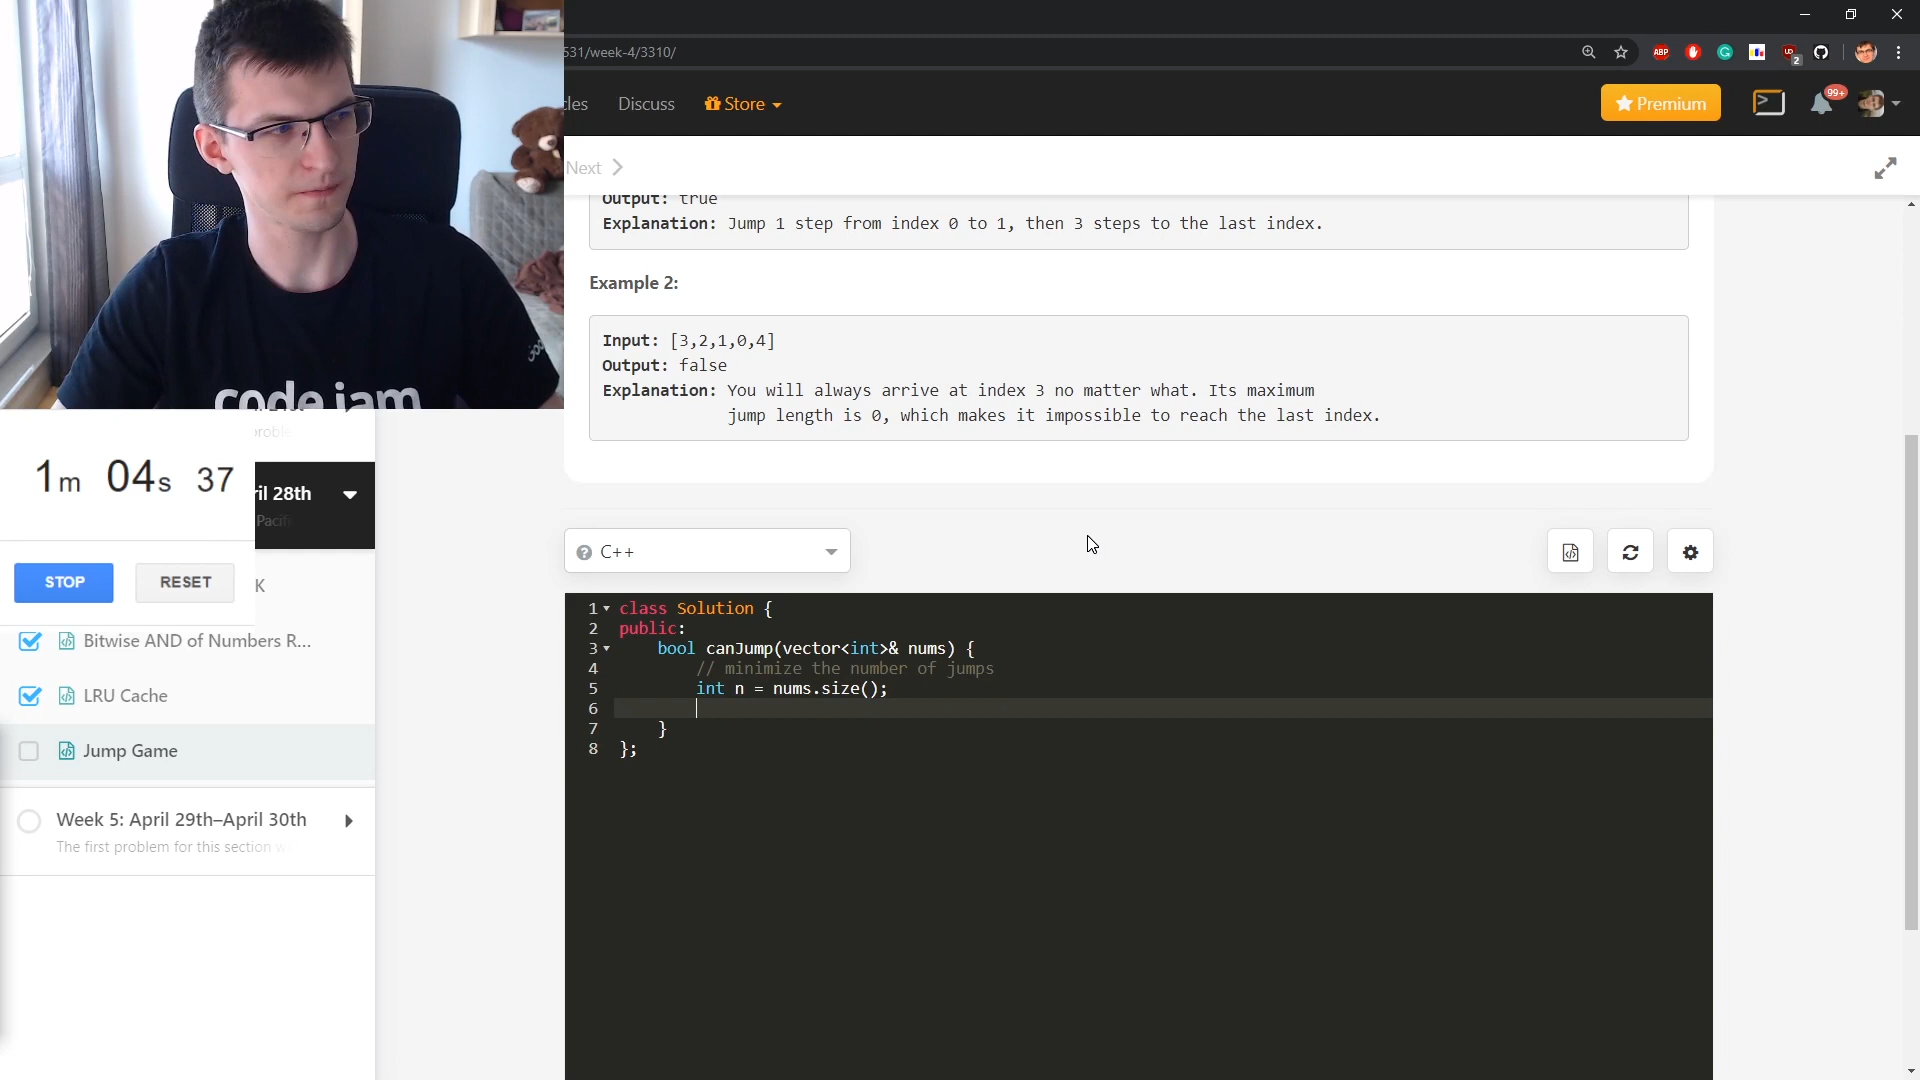 531/week-4/3310/
2
cles Discuss Store
Premium
99+
Next
Output: true
Explanation: Jump 1 step from index 0 to 1, then 3 steps to the last index.
Example 2:
Input: [3,2,1,0,4]
Output: false
Explanation: You will always arrive at index 3 no matter what. Its maximum
jump length is 0, which makes it impossible to reach the last index.
code jam
proble
1m 04s 37
ril 28th
Pacifi
STOP
RESET
K
Bitwise AND of Numbers R...
LRU Cache
Jump Game
Week 5: April 29th–April 30th
The first problem for this section w
C++
1 class Solution {
2 public:
3 bool canJump(vector<int>& nums) {
4 // minimize the number of jumps
5 int n = nums.size();
6
7 }
8 };